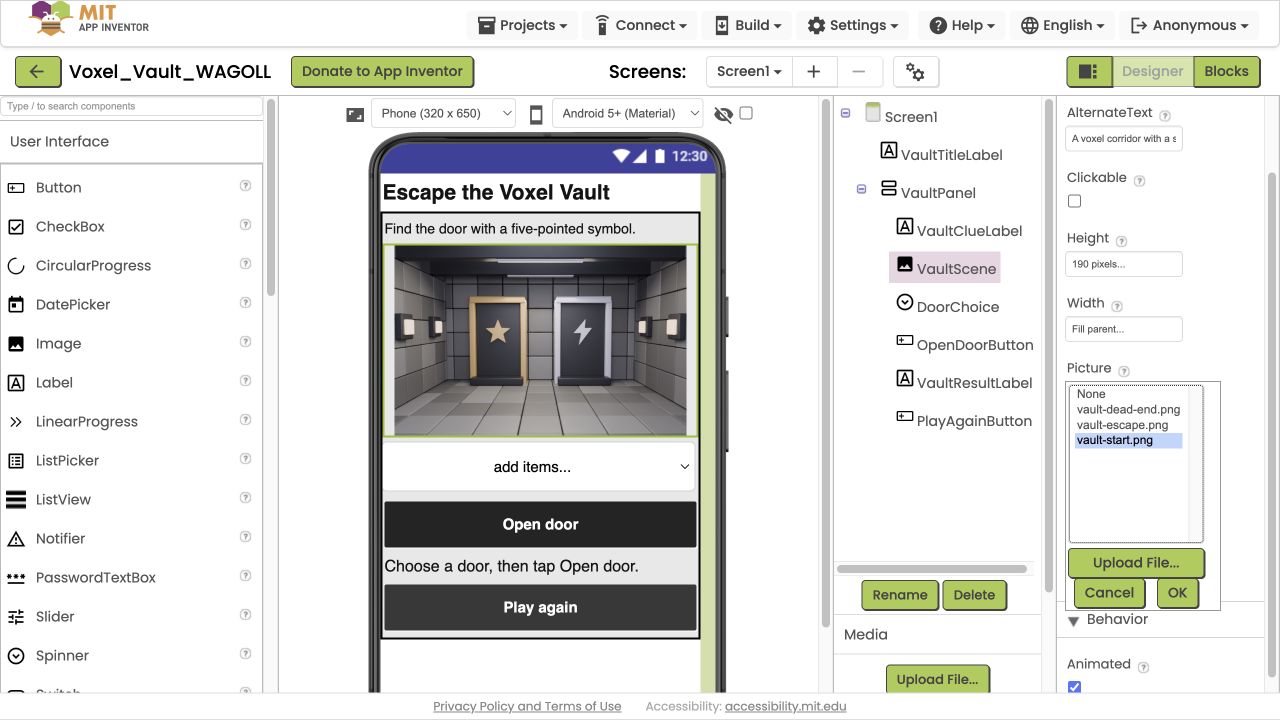 MIT
APP INVENTOR
Projects
Connect
Build
Settings
Help
English
Anonymous
Voxel_Vault_WAGOLL
Donate to App Inventor
Screens:
Screen1
Designer
Blocks
Type / to search components
User Interface
Button
CheckBox
CircularProgress
DatePicker
Image
Label
LinearProgress
ListPicker
ListView
Notifier
PasswordTextBox
Slider
Spinner
Phone (320 x 650)
Android 5+ (Material)
12:30
Escape the Voxel Vault
Find the door with a five-pointed symbol.
add items...
Open door
Choose a door, then tap Open door.
Play again
Screen1
VaultTitleLabel
VaultPanel
VaultClueLabel
VaultScene
DoorChoice
OpenDoorButton
VaultResultLabel
PlayAgainButton
Rename
Delete
Media
Upload File...
AlternateText
A voxel corridor with a s
Clickable
Height
190 pixels...
Width
Fill parent...
Picture
None
vault-dead-end.png
vault-escape.png
vault-start.png
Upload File...
Cancel
OK
Behavior
Animated
Privacy Policy and Terms of Use
Accessibility: accessibility.mit.edu